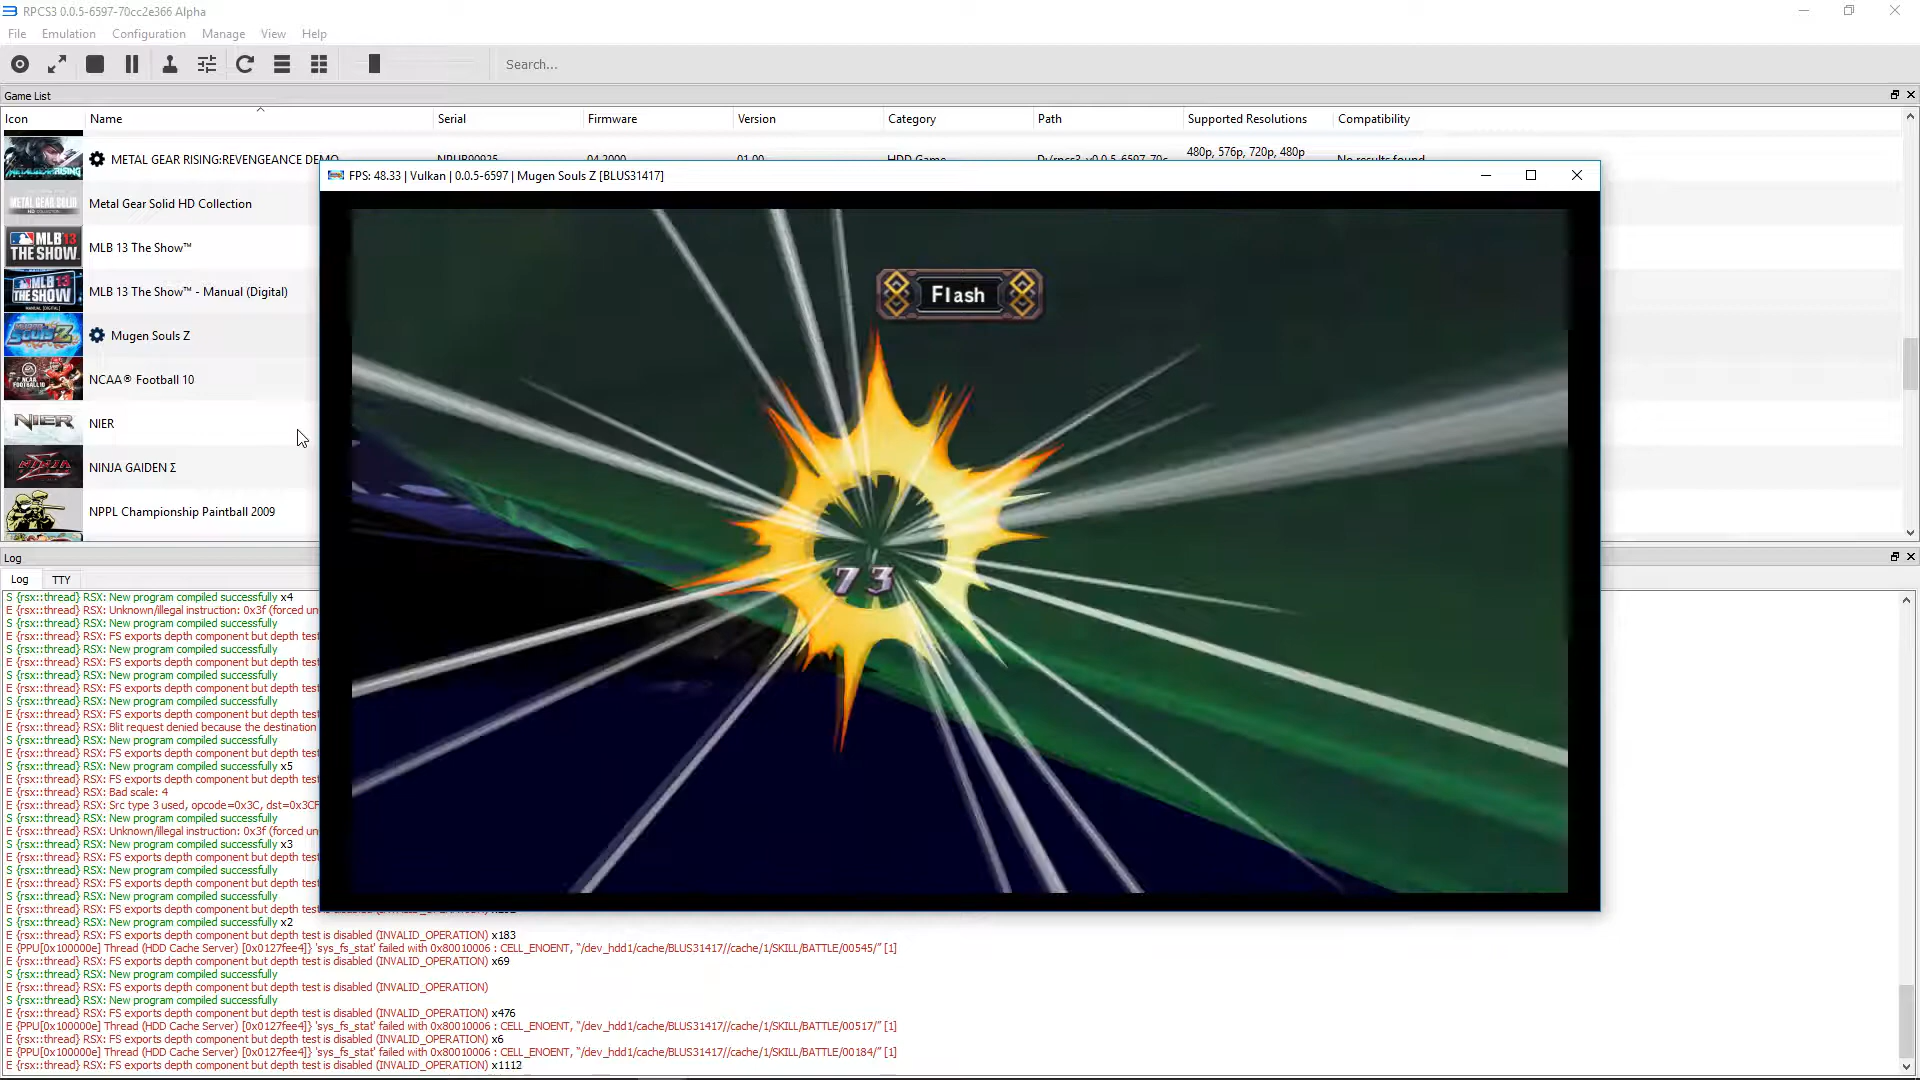 RPCS3 0.0.5-6597-70cc2e366 Alpha
File Emulation Configuration Manage View Help
Search...
Game List
Icon Name Serial Firmware Version Category Path Supported Resolutions Compatibility
METAL GEAR RISING:REVENGEANCE DEMO NPUB90925 04.2000 01.00 HDD Game 480p, 576p, 720p, 480p No results found
FPS: 48.33 | Vulkan | 0.0.5-6597 | Mugen Souls Z [BLUS31417]
Metal Gear Solid HD Collection
MLB 13 The Show™
MLB 13 The Show™ - Manual (Digital)
Mugen Souls Z
NCAA® Football 10
NIER
NINJA GAIDEN Σ
NPPL Championship Paintball 2009
Flash
73
Log
Log TTY
S {rsx::thread} RSX: New program compiled successfully x4
E {rsx::thread} RSX: Unknown/illegal instruction: 0x3f (forced un
S {rsx::thread} RSX: New program compiled successfully
E {rsx::thread} RSX: FS exports depth component but depth test
S {rsx::thread} RSX: New program compiled successfully
E {rsx::thread} RSX: FS exports depth component but depth test
S {rsx::thread} RSX: New program compiled successfully
E {rsx::thread} RSX: FS exports depth component but depth test
S {rsx::thread} RSX: New program compiled successfully
E {rsx::thread} RSX: FS exports depth component but depth test
E {rsx::thread} RSX: Blit request denied because the destination
S {rsx::thread} RSX: New program compiled successfully
E {rsx::thread} RSX: FS exports depth component but depth test
S {rsx::thread} RSX: New program compiled successfully x5
E {rsx::thread} RSX: FS exports depth component but depth test
E {rsx::thread} RSX: Bad scale: 4
E {rsx::thread} RSX: Src type 3 used, opcode=0x3C, dst=0x3CF
S {rsx::thread} RSX: New program compiled successfully
E {rsx::thread} RSX: Unknown/illegal instruction: 0x3f (forced un
S {rsx::thread} RSX: New program compiled successfully x3
E {rsx::thread} RSX: FS exports depth component but depth test
S {rsx::thread} RSX: New program compiled successfully
E {rsx::thread} RSX: FS exports depth component but depth test
S {rsx::thread} RSX: New program compiled successfully
E {rsx::thread} RSX: FS exports depth component but depth test
S {rsx::thread} RSX: New program compiled successfully x2
E {rsx::thread} RSX: FS exports depth component but depth test is disabled (INVALID_OPERATION) x183
E {PPU[0x100000e] Thread (HDD Cache Server) [0x0127fee4]} 'sys_fs_stat' failed with 0x80010006 : CELL_ENOENT, “/dev_hdd1/cache/BLUS31417//cache/1/SKILL/BATTLE/00545/” [1]
E {rsx::thread} RSX: FS exports depth component but depth test is disabled (INVALID_OPERATION) x69
S {rsx::thread} RSX: New program compiled successfully
E {rsx::thread} RSX: FS exports depth component but depth test is disabled (INVALID_OPERATION)
S {rsx::thread} RSX: New program compiled successfully
E {rsx::thread} RSX: FS exports depth component but depth test is disabled (INVALID_OPERATION) x476
E {PPU[0x100000e] Thread (HDD Cache Server) [0x0127fee4]} 'sys_fs_stat' failed with 0x80010006 : CELL_ENOENT, “/dev_hdd1/cache/BLUS31417//cache/1/SKILL/BATTLE/00517/” [1]
E {rsx::thread} RSX: FS exports depth component but depth test is disabled (INVALID_OPERATION) x6
E {PPU[0x100000e] Thread (HDD Cache Server) [0x0127fee4]} 'sys_fs_stat' failed with 0x80010006 : CELL_ENOENT, “/dev_hdd1/cache/BLUS31417//cache/1/SKILL/BATTLE/00184/” [1]
E {rsx::thread} RSX: FS exports depth component but depth test is disabled (INVALID_OPERATION) x1112